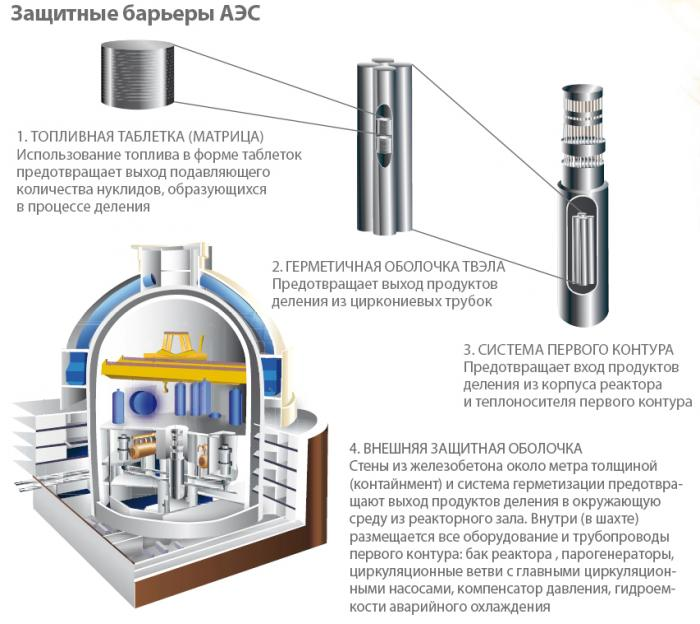 Защитные барьеры АЭС
1. ТОПЛИВНАЯ ТАБЛЕТКА (МАТРИЦА)
Использование топлива в форме таблеток
предотвращает выход подавляющего
количества нуклидов, образующихся
в процессе деления
2. ГЕРМЕТИЧНАЯ ОБОЛОЧКА ТВЭЛА
Предотвращает выход продуктов
деления из циркониевых трубок
3. СИСТЕМА ПЕРВОГО КОНТУРА
Предотвращает вход продуктов
деления из корпуса реактора
и теплоносителя первого контура
4. ВНЕШНЯЯ ЗАЩИТНАЯ ОБОЛОЧКА
Стены из железобетона около метра толщиной
(контайнмент) и система герметизации предотвра-
щают выход продуктов деления в окружающую
среду из реакторного зала. Внутри (в шахте)
размещается все оборудование и трубопроводы
первого контура: бак реактора , парогенераторы,
циркуляционные ветви с главными циркуляцион-
ными насосами, компенсатор давления, гидроем-
кости аварийного охлаждения